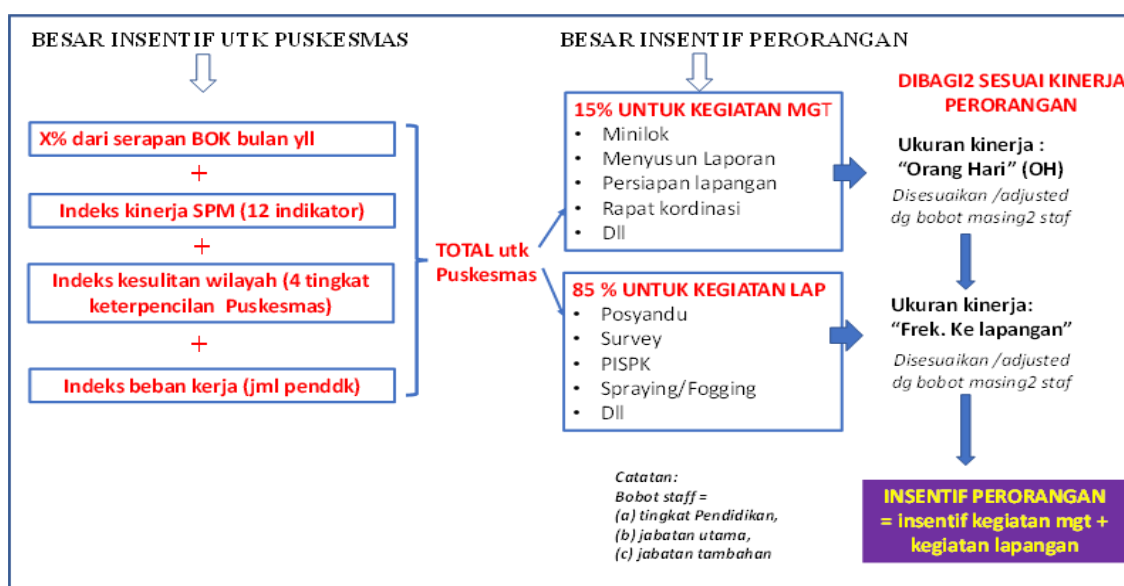 BESAR INSENTIF UTK PUSKESMAS
X% dari serapan BOK bulan yll
+
Indeks kinerja SPM (12 indikator)
+
Indeks kesulitan wilayah (4 tingkat
keterpencilan Puskesmas)
+
Indeks beban kerja (jml penddk)
TOTAL utk
Puskesmas
BESAR INSENTIF PERORANGAN
15% UNTUK KEGIATAN MGT
• Minilok
• Menyusun Laporan
• Persiapan lapangan
• Rapat kordinasi
• Dll
85 % UNTUK KEGIATAN LAP
• Posyandu
• Survey
• PISPK
• Spraying/Fogging
• Dll
DIBAGI2 SESUAI KINERJA
PERORANGAN
Ukuran kinerja :
“Orang Hari” (OH)
Disesuaikan /adjusted
dg bobot masing2 staf
Ukuran kinerja:
“Frek. Ke lapangan”
Disesuaikan /adjusted
dg bobot masing2 staf
Catatan:
Bobot staff =
(a) tingkat Pendidikan,
(b) jabatan utama,
(c) jabatan tambahan
INSENTIF PERORANGAN
= insentif kegiatan mgt +
kegiatan lapangan